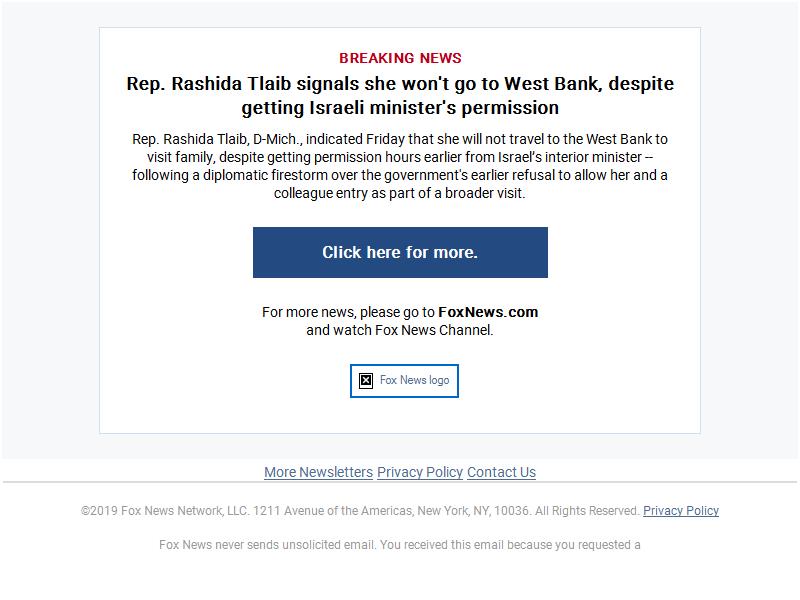 BREAKING NEWS
Rep. Rashida Tlaib signals she won't go to West Bank, despite
getting Israeli minister's permission
Rep. Rashida Tlaib, D-Mich., indicated Friday that she will not travel to the West Bank to
visit family, despite getting permission hours earlier from Israel’s interior minister --
following a diplomatic firestorm over the government's earlier refusal to allow her and a
colleague entry as part of a broader visit.
Click here for more.
For more news, please go to FoxNews.com
and watch Fox News Channel.
Fox News logo
More Newsletters Privacy Policy Contact Us
©2019 Fox News Network, LLC. 1211 Avenue of the Americas, New York, NY, 10036. All Rights Reserved. Privacy Policy
Fox News never sends unsolicited email. You received this email because you requested a